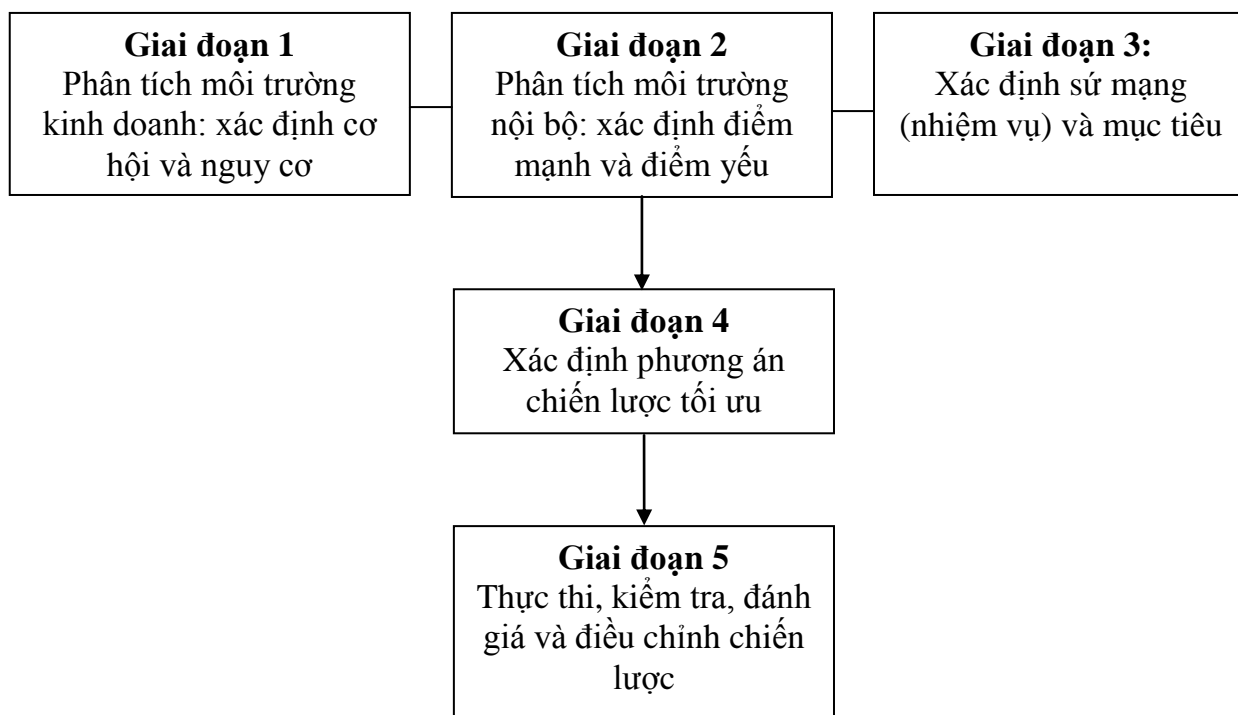 Giai đoạn 1
Phân tích môi trường
kinh doanh: xác định cơ
hội và nguy cơ
Giai đoạn 2
Phân tích môi trường
nội bộ: xác định điểm
mạnh và điểm yếu
Giai đoạn 3:
Xác định sứ mạng
(nhiệm vụ) và mục tiêu
Giai đoạn 4
Xác định phương án
chiến lược tối ưu
Giai đoạn 5
Thực thi, kiểm tra, đánh
giá và điều chỉnh chiến
lược